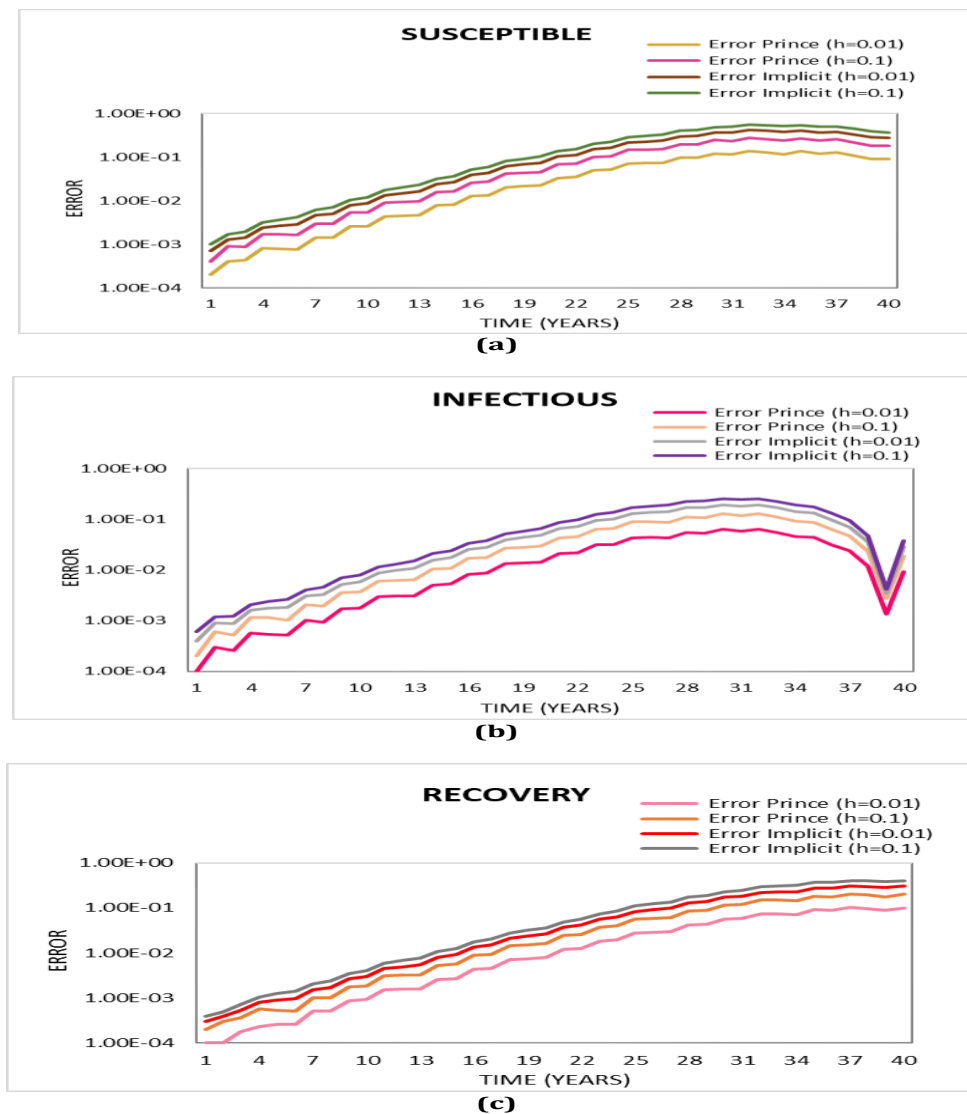 SUSCEPTIBLE
Error Prince (h=0.01)
Error Prince (h=0.1)
Error Implicit (h=0.01)
Error Implicit (h=0.1)
1.00E+00
1.00E-01
1.00E-02
1.00E-03
1.00E-04
ERROR
1 4 7 10 13 16 19 22 25 28 31 34 37 40
TIME (YEARS)
(a)
INFECTIOUS
Error Prince (h=0.01)
Error Prince (h=0.1)
Error Implicit (h=0.01)
Error Implicit (h=0.1)
1.00E+00
1.00E-01
1.00E-02
1.00E-03
1.00E-04
ERROR
1 4 7 10 13 16 19 22 25 28 31 34 37 40
TIME (YEARS)
(b)
RECOVERY
Error Prince (h=0.01)
Error Prince (h=0.1)
Error Implicit (h=0.01)
Error Implicit (h=0.1)
1.00E+00
1.00E-01
1.00E-02
1.00E-03
1.00E-04
ERROR
1 4 7 10 13 16 19 22 25 28 31 34 37 40
TIME (YEARS)
(c)